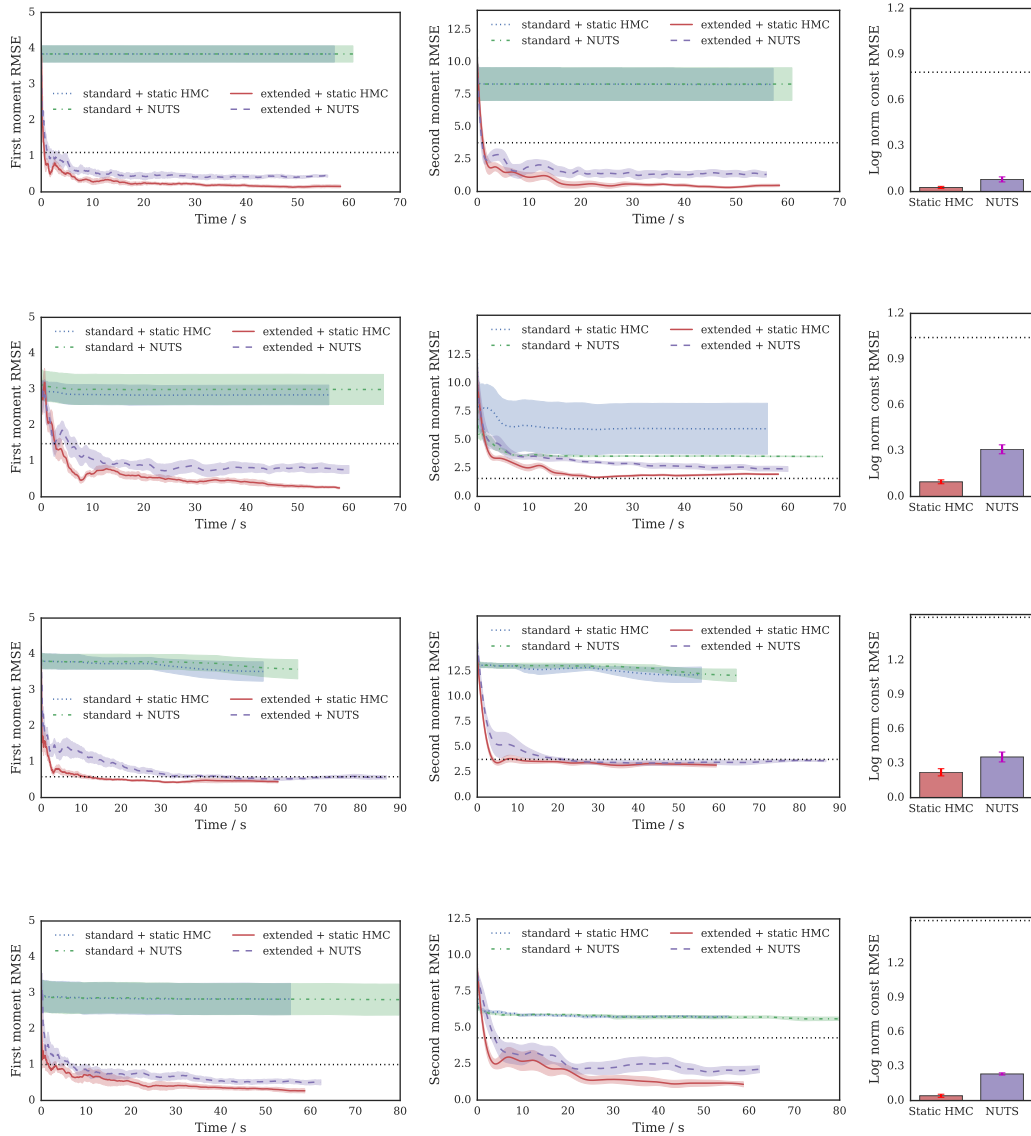 5
4
3
2
1
0
First moment RMSE
standard + static HMC
standard + NUTS
extended + static HMC
extended + NUTS
0 10 20 30 40 50 60 70
Time / s
12.5
10.0
7.5
5.0
2.5
0.0
Second moment RMSE
standard + static HMC
standard + NUTS
extended + static HMC
extended + NUTS
0 10 20 30 40 50 60 70 80
Time / s
1.2
0.9
0.6
0.3
0.0
Log norm const RMSE
Static HMC NUTS
5
4
3
2
1
0
First moment RMSE
standard + static HMC
standard + NUTS
extended + static HMC
extended + NUTS
0 10 20 30 40 50 60 70
Time / s
12.5
10.0
7.5
5.0
2.5
0.0
Second moment RMSE
standard + static HMC
standard + NUTS
extended + static HMC
extended + NUTS
0 10 20 30 40 50 60 70
Time / s
1.2
0.9
0.6
0.3
0.0
Log norm const RMSE
Static HMC NUTS
5
4
3
2
1
0
First moment RMSE
standard + static HMC
standard + NUTS
extended + static HMC
extended + NUTS
0 10 20 30 40 50 60 70 80 90
Time / s
12.5
10.0
7.5
5.0
2.5
0.0
Second moment RMSE
standard + static HMC
standard + NUTS
extended + static HMC
extended + NUTS
0 10 20 30 40 50 60 70 80 90
Time / s
1.2
0.9
0.6
0.3
0.0
Log norm const RMSE
Static HMC NUTS
5
4
3
2
1
0
First moment RMSE
standard + static HMC
standard + NUTS
extended + static HMC
extended + NUTS
0 10 20 30 40 50 60 70 80
Time / s
12.5
10.0
7.5
5.0
2.5
0.0
Second moment RMSE
standard + static HMC
standard + NUTS
extended + static HMC
extended + NUTS
0 10 20 30 40 50 60 70 80
Time / s
1.2
0.9
0.6
0.3
0.0
Log norm const RMSE
Static HMC NUTS